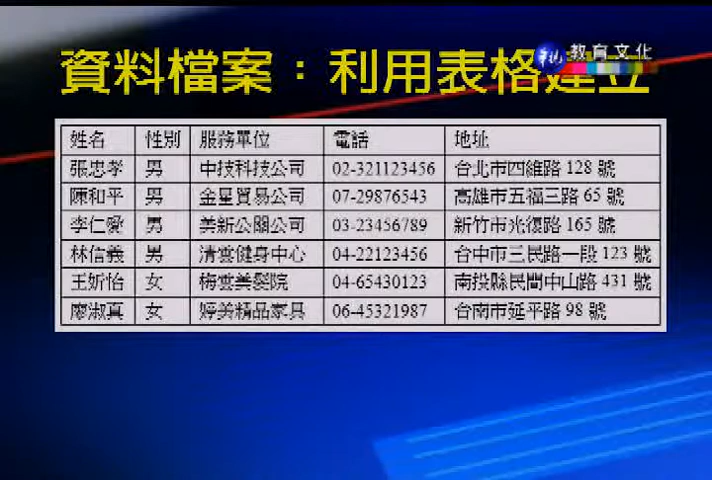 資料檔案：利用表格建立
教育文化
姓名 性別 服務單位 電話 地址
張忠孝 男 中技科技公司 02-321123456 台北市四維路 128 號
陳和平 男 金星貿易公司 07-29876543 高雄市五福三路 65 號
李仁愛 男 美新公關公司 03-23456789 新竹市光復路 165 號
林信義 男 清雲健身中心 04-22123456 台中市三民路一段 123 號
王妡怡 女 梅雲美髮院 04-65430123 南投縣民間中山路 431 號
廖淑真 女 婷美精品家具 06-45321987 台南市延平路 98 號